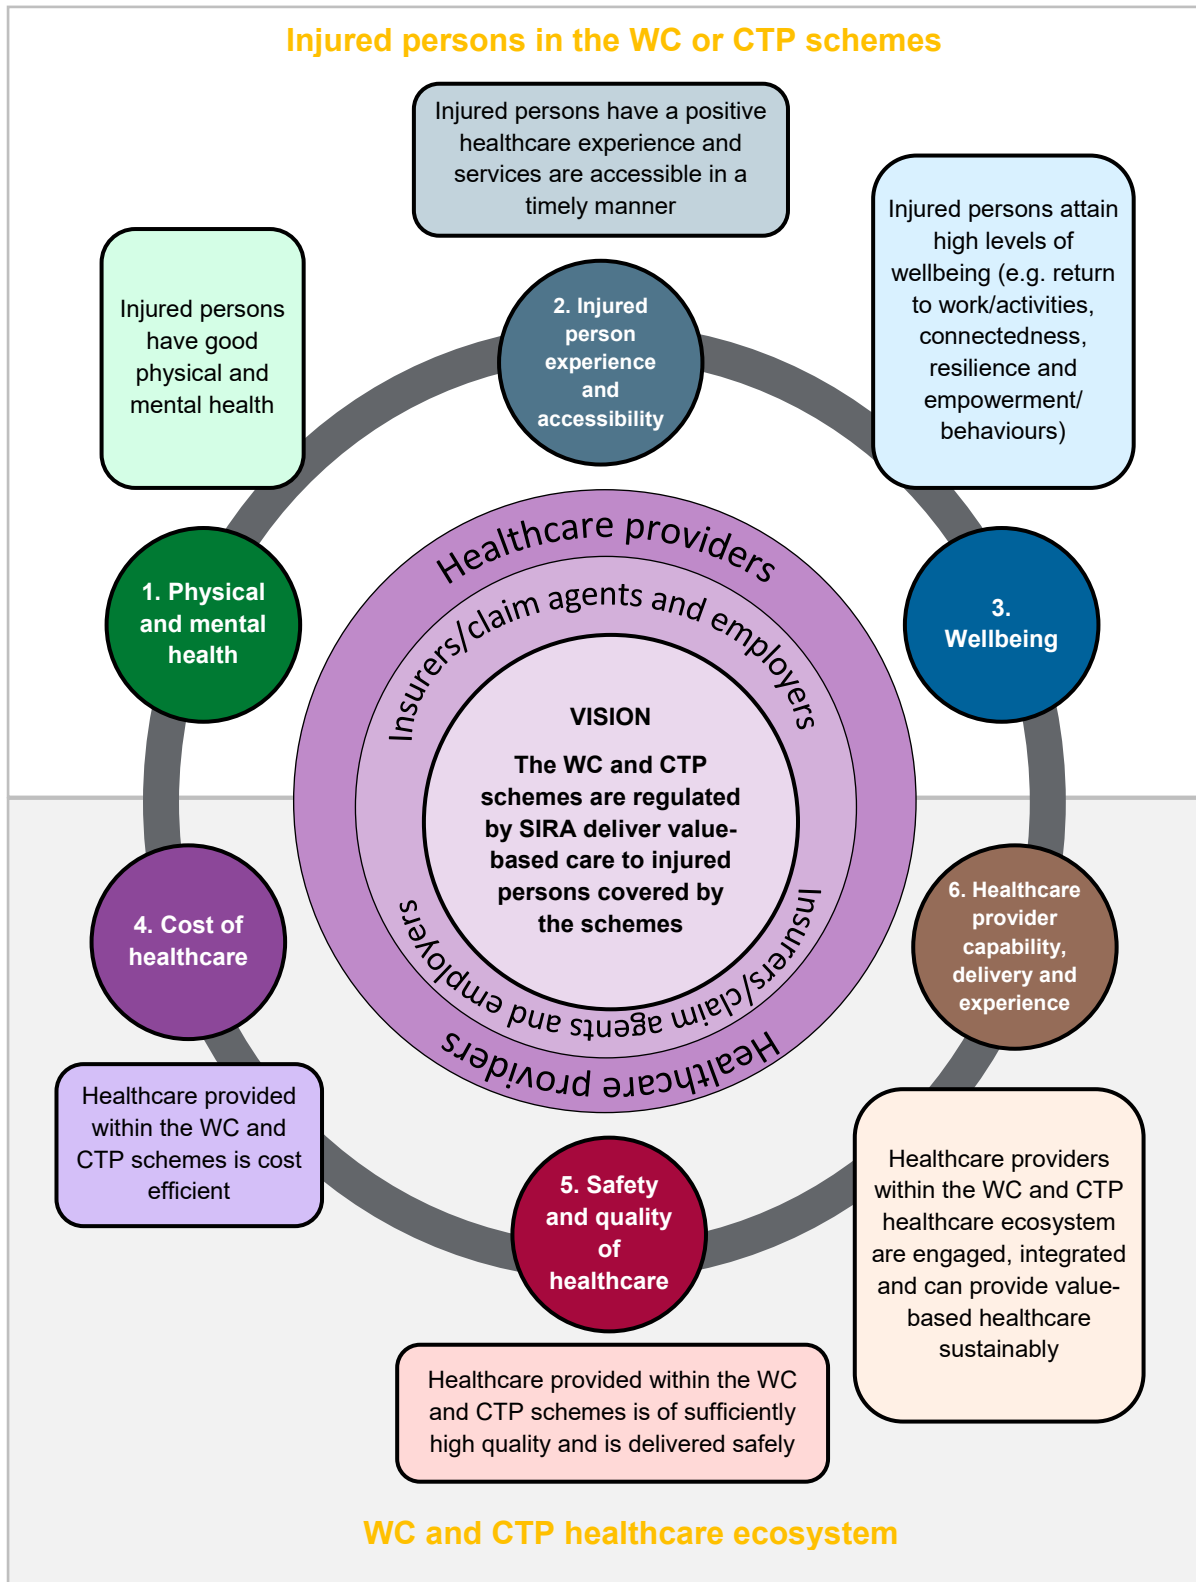 Injured persons in the WC or CTP schemes
Injured persons have a positive
healthcare experience and
services are accessible in a
timely manner
Injured persons attain
high levels of
wellbeing (e.g. return
to work/activities,
connectedness,
resilience and
empowerment/
behaviours)
Injured persons
have good
physical and
mental health
2. Injured
person
experience
and
accessibility
1. Physical
and mental
health
3.
Wellbeing
Healthcare providers
Insurers/claim agents and employers
VISION
The WC and CTP
schemes are regulated
by SIRA deliver value-
based care to injured
persons covered by
the schemes
Insurers/claim agents and employers
Healthcare providers
4. Cost of
healthcare
6. Healthcare
provider
capability,
delivery and
experience
Healthcare provided
within the WC and
CTP schemes is cost
efficient
5. Safety
and quality
of
healthcare
Healthcare providers
within the WC and CTP
healthcare ecosystem
are engaged, integrated
and can provide value-
based healthcare
sustainably
Healthcare provided within the WC
and CTP schemes is of sufficiently
high quality and is delivered safely
WC and CTP healthcare ecosystem